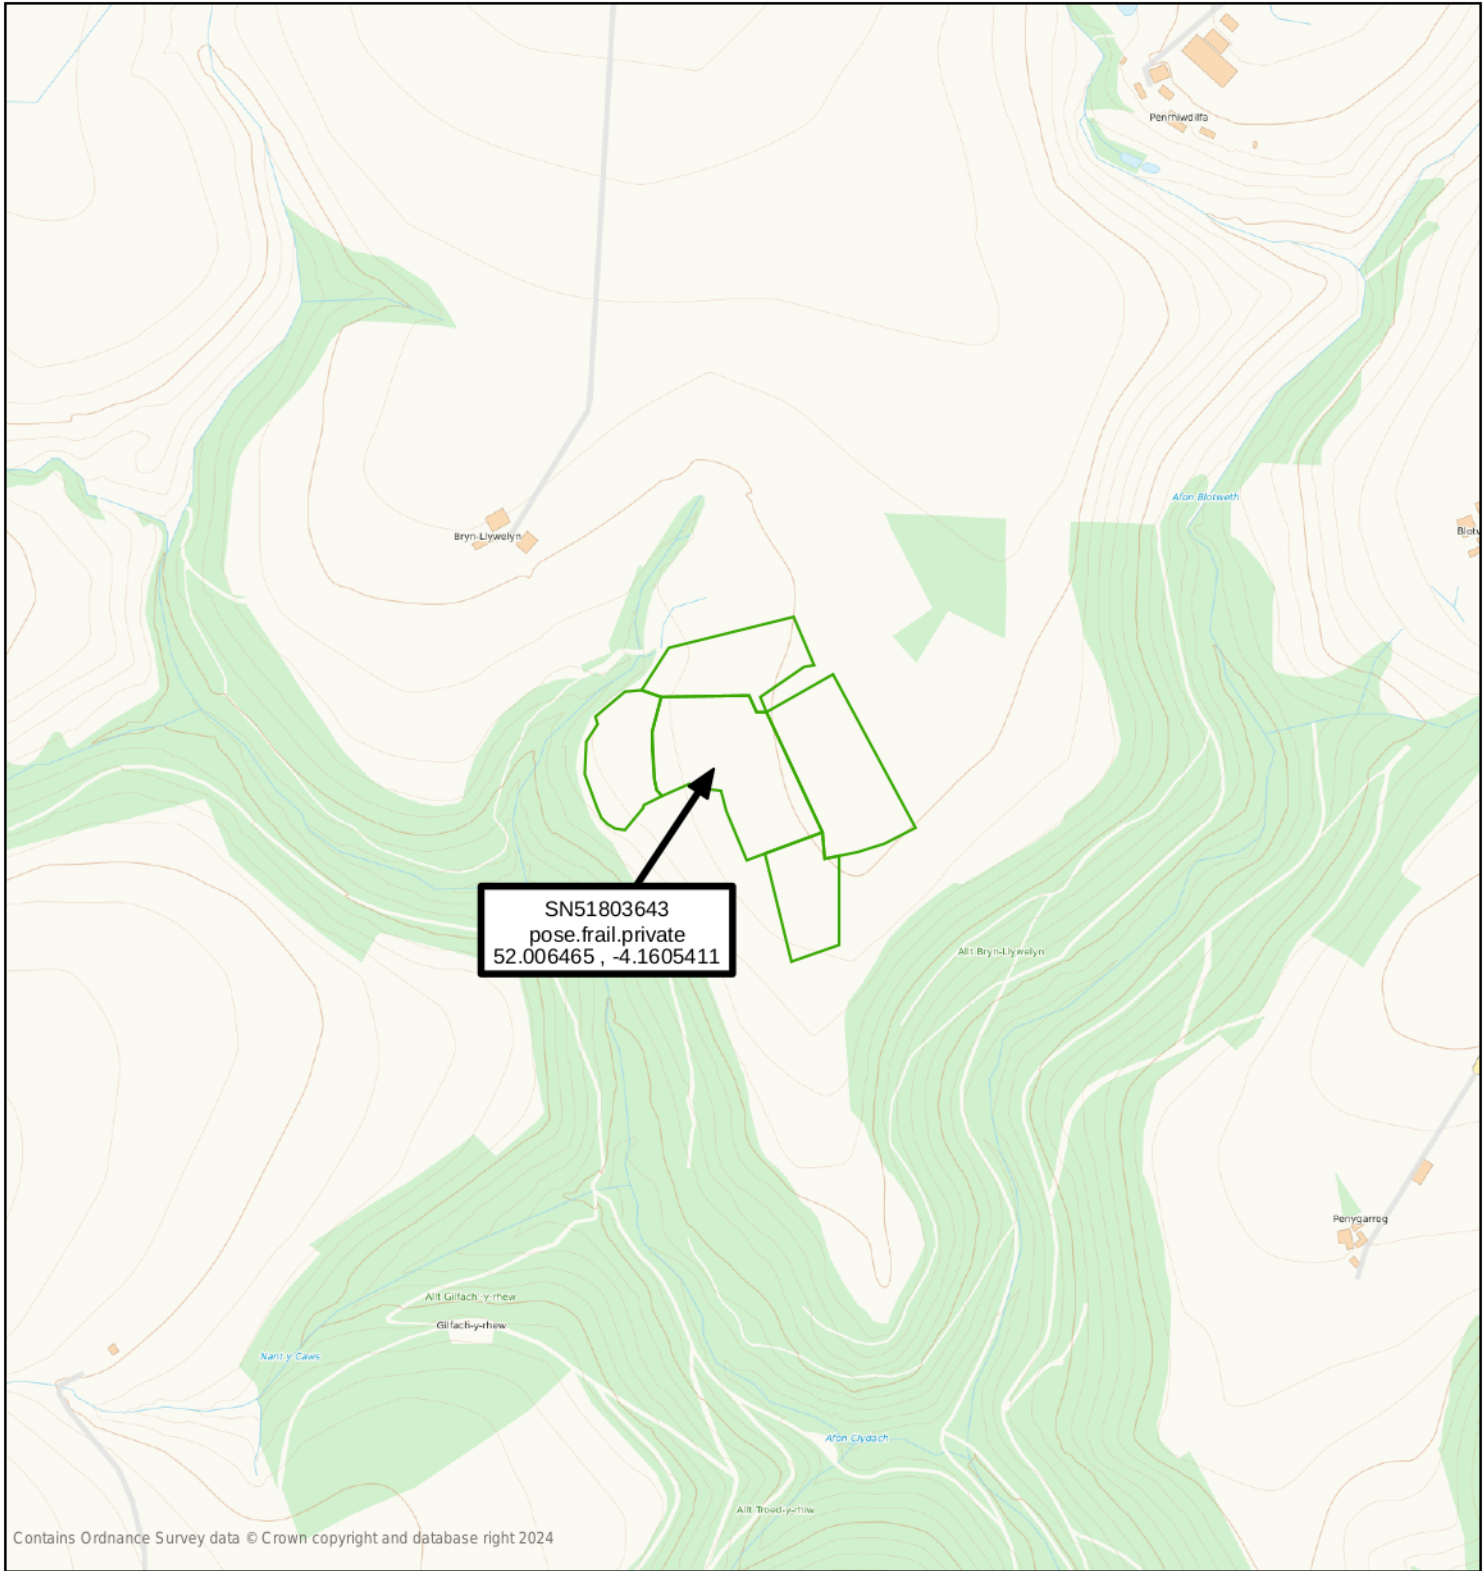 Penrhiwdilfa
Afon Blotweth
Bryn-Llywelyn
SN51803643
pose.frail.private
52.006465 , -4.1605411
Allt Bryn-Llywelyn
Penygarreg
Allt Gilfach-y-rhew
Gilfach-y-rhew
Nant y Caws
Afon Clydach
Allt Troed-y-rhiw
Contains Ordnance Survey data © Crown copyright and database right 2024